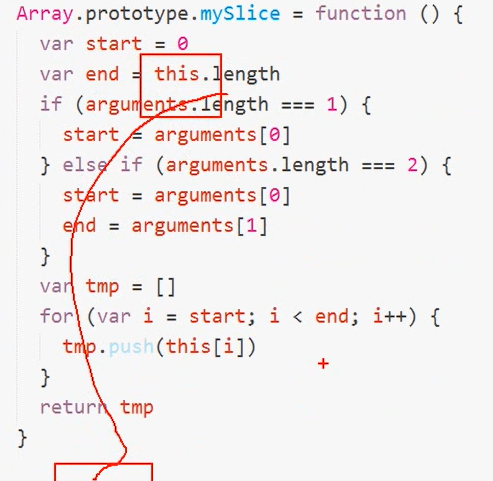 Array.prototype.mySlice = function () {
var start = 0
var end = this.length
if (arguments.length === 1) {
start = arguments[0]
} else if (arguments.length === 2) {
start = arguments[0]
end = arguments[1]
}
var tmp = []
for (var i = start; i < end; i++) {
tmp.push(this[i])
}
return tmp
}